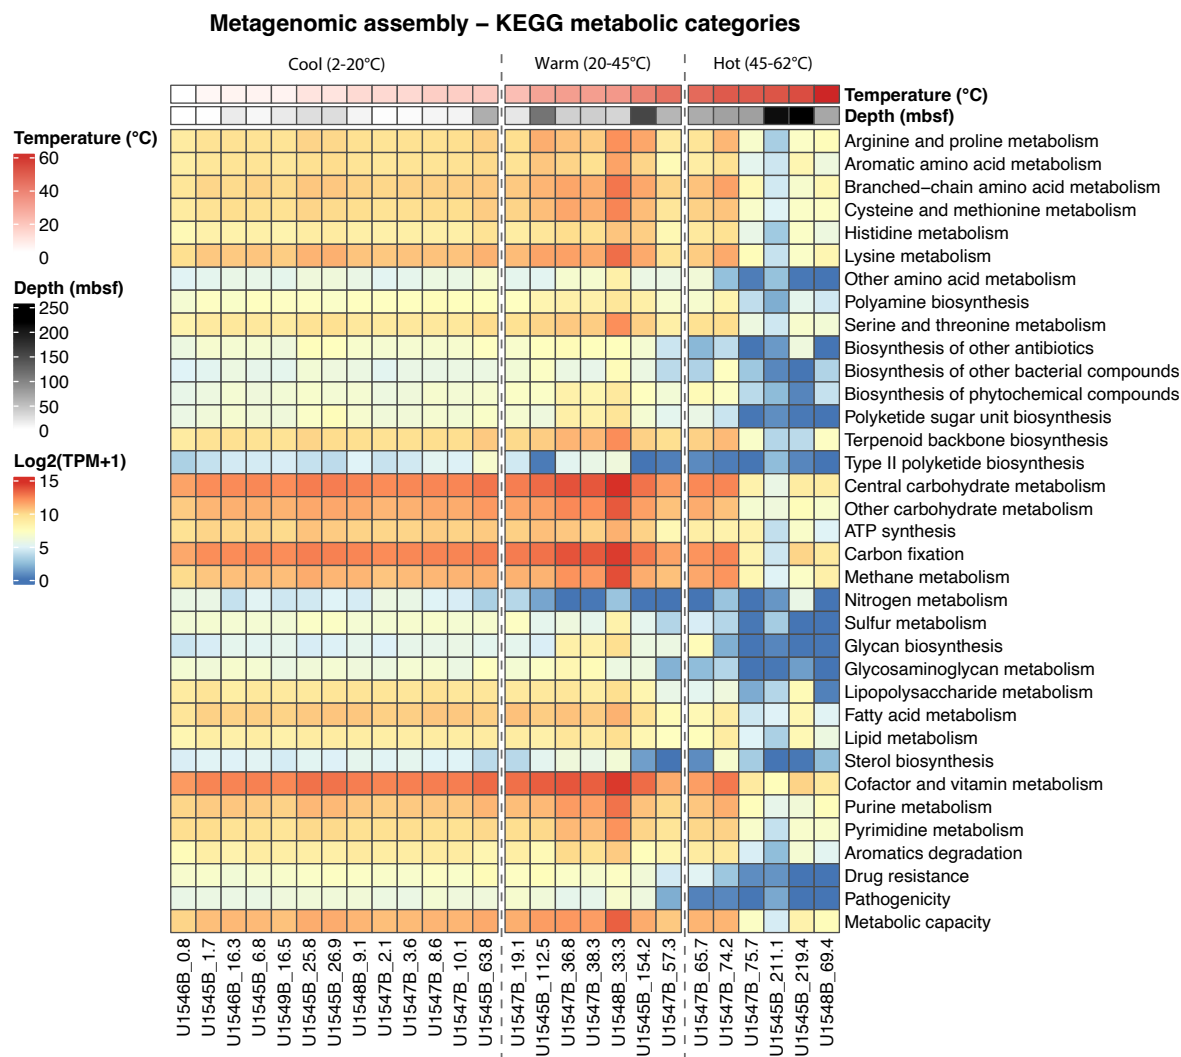 Metagenomic assembly – KEGG metabolic categories
Cool (2-20°C)
Warm (20-45°C)
Hot (45-62°C)
Temperature (°C)
Depth (mbsf)
Temperature (°C)
60
40
20
0
Depth (mbsf)
250
200
150
100
50
0
Log2(TPM+1)
15
10
5
0
Arginine and proline metabolism
Aromatic amino acid metabolism
Branched–chain amino acid metabolism
Cysteine and methionine metabolism
Histidine metabolism
Lysine metabolism
Other amino acid metabolism
Polyamine biosynthesis
Serine and threonine metabolism
Biosynthesis of other antibiotics
Biosynthesis of other bacterial compounds
Biosynthesis of phytochemical compounds
Polyketide sugar unit biosynthesis
Terpenoid backbone biosynthesis
Type II polyketide biosynthesis
Central carbohydrate metabolism
Other carbohydrate metabolism
ATP synthesis
Carbon fixation
Methane metabolism
Nitrogen metabolism
Sulfur metabolism
Glycan biosynthesis
Glycosaminoglycan metabolism
Lipopolysaccharide metabolism
Fatty acid metabolism
Lipid metabolism
Sterol biosynthesis
Cofactor and vitamin metabolism
Purine metabolism
Pyrimidine metabolism
Aromatics degradation
Drug resistance
Pathogenicity
Metabolic capacity
U1546B_0.8
U1545B_1.7
U1546B_16.3
U1545B_6.8
U1549B_16.5
U1545B_25.8
U1545B_26.9
U1548B_9.1
U1547B_2.1
U1547B_3.6
U1547B_8.6
U1547B_10.1
U1545B_63.8
U1547B_19.1
U1545B_112.5
U1547B_36.8
U1547B_38.3
U1548B_33.3
U1545B_154.2
U1547B_57.3
U1547B_65.7
U1547B_74.2
U1547B_75.7
U1545B_211.1
U1545B_219.4
U1548B_69.4